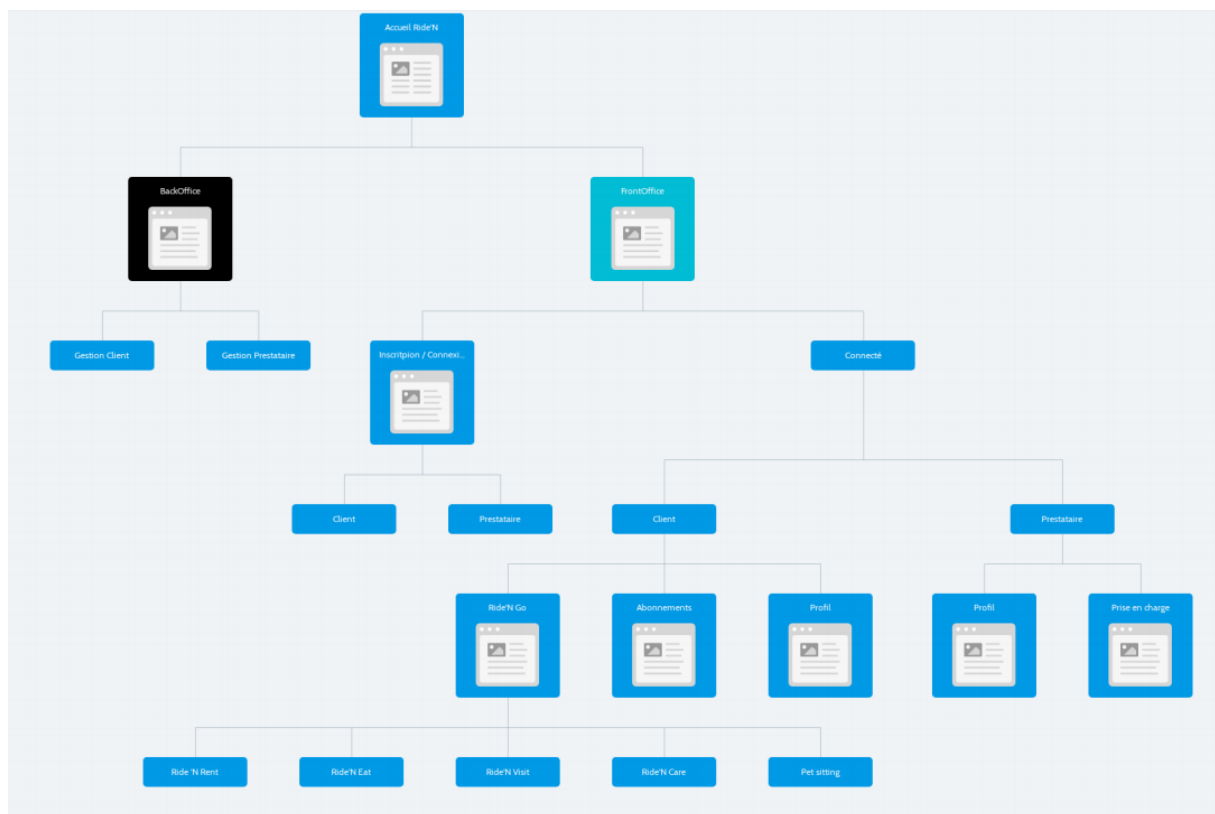 Accueil Ride'N
BackOffice
FrontOffice
Gestion Client
Gestion Prestataire
Inscritpion / Connexi...
Connecté
Client
Prestataire
Client
Prestataire
Ride'N Go
Abonnements
Profil
Profil
Prise en charge
Ride 'N Rent
Ride'N Eat
Ride'N Visit
Ride'N Care
Pet sitting